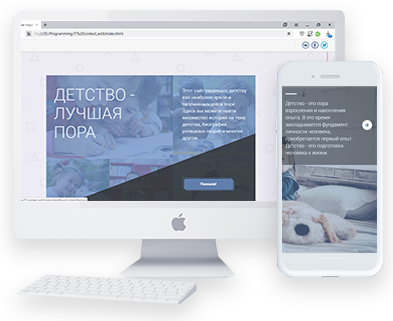 ДЕТСТВО -
ЛУЧШАЯ
ПОРА
Этот сайт посвящен детству
как наиболее яркой и
запоминающейся поре.
Здесь вы можете найти
множество историй на тему
детства, биографий
успешных людей и многое
другое.
Поехали!
Детство - это пора
взросления и накопления
опыта. В это время
закладывается фундамент
личности человека,
приобретается первый опыт.
Детство - это подготовка
человека к жизни.